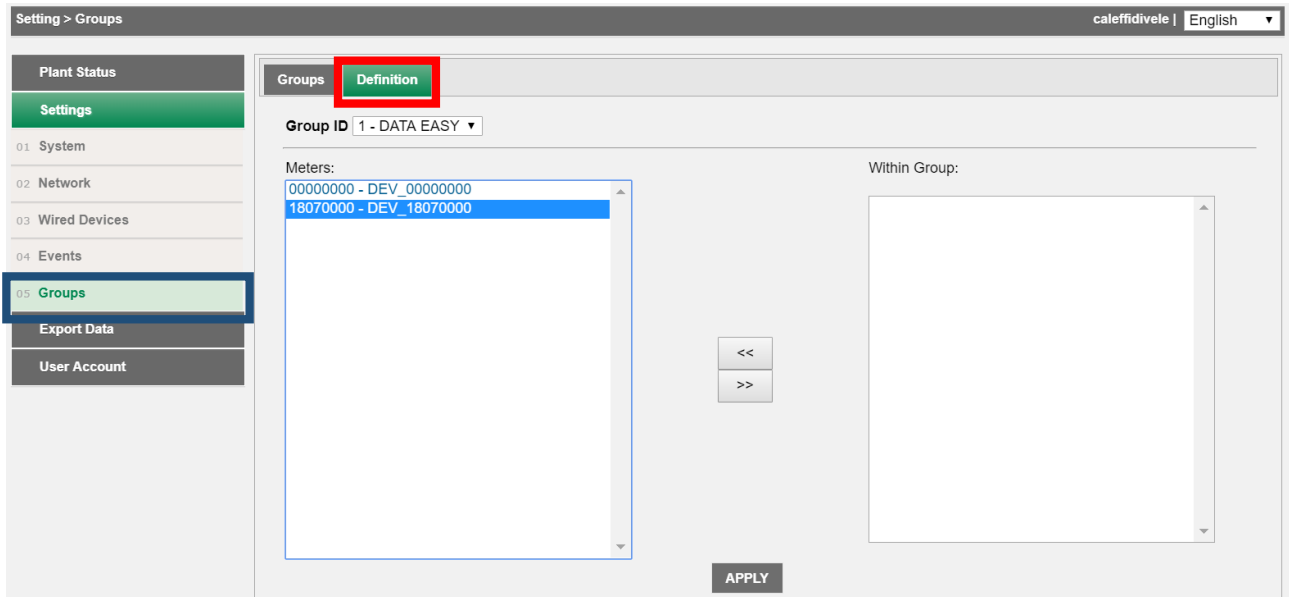 Setting > Groups
caleffidivele | English
Plant Status
Settings
01 System
02 Network
03 Wired Devices
04 Events
05 Groups
Export Data
User Account
Groups Definition
Group ID 1 - DATA EASY
Meters:
00000000 - DEV_00000000
18070000 - DEV_18070000
<<
>>
Within Group:
APPLY